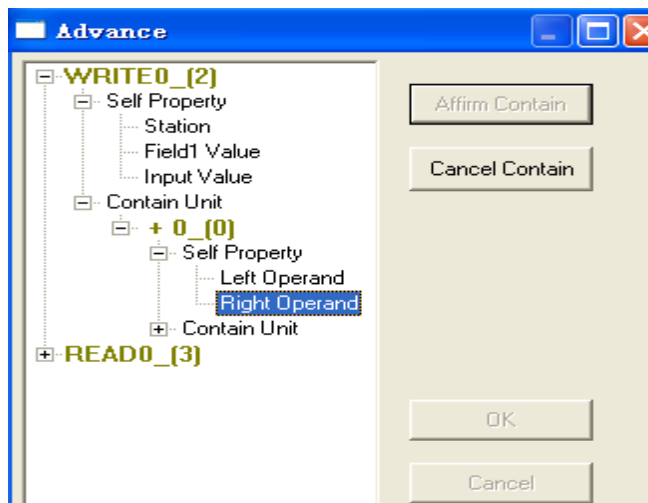 Advance
WRITE0_(2)
Self Property
Station
Field1 Value
Input Value
Contain Unit
+ 0_(0)
Self Property
Left Operand
Right Operand
Contain Unit
READ0_(3)
Affirm Contain
Cancel Contain
OK
Cancel